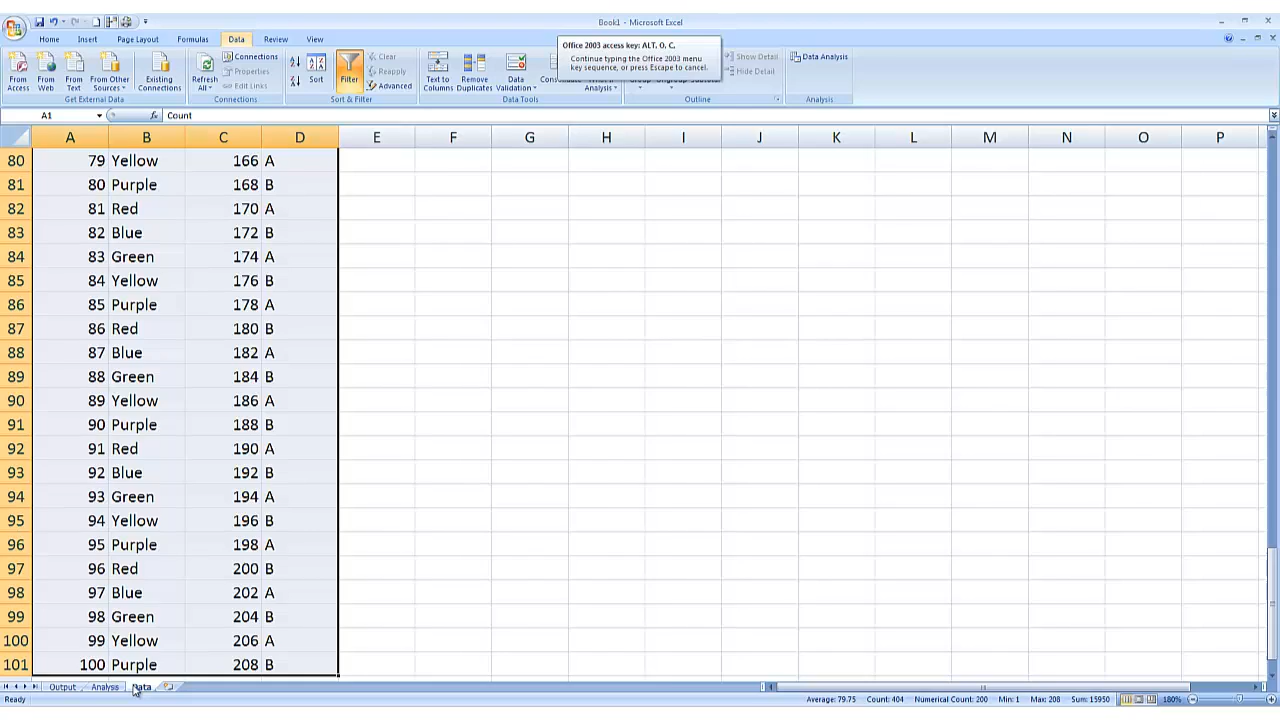 Book1 - Microsoft Excel
Home Insert Page Layout Formulas Data Review View
Office 2003 access key: ALT, O, C,
Continue typing the Office 2003 menu
key sequence, or press Escape to cancel.
From Access
From Web
From Other Sources
Existing Connections
Get External Data
Refresh All
Connections
Properties
Edit Links
Connections
Sort
Filter
Clear
Reapply
Advanced
Sort & Filter
Text to Columns
Remove Duplicates
Data Validation
Analysis
Data Tools
Show Detail
Hide Detail
Outline
Data Analysis
Analysis
A1 fx Count
A B C D E F G H I J K L M N O P
80 79 Yellow 166 A
81 80 Purple 168 B
82 81 Red 170 A
83 82 Blue 172 B
84 83 Green 174 A
85 84 Yellow 176 B
86 85 Purple 178 A
87 86 Red 180 B
88 87 Blue 182 A
89 88 Green 184 B
90 89 Yellow 186 A
91 90 Purple 188 B
92 91 Red 190 A
93 92 Blue 192 B
94 93 Green 194 A
95 94 Yellow 196 B
96 95 Purple 198 A
97 96 Red 200 B
98 97 Blue 202 A
99 98 Green 204 B
100 99 Yellow 206 A
101 100 Purple 208 B
Output Analysis Data
Ready Average: 79.75 Count: 404 Numerical Count: 200 Min: 1 Max: 208 Sum: 15950 180%